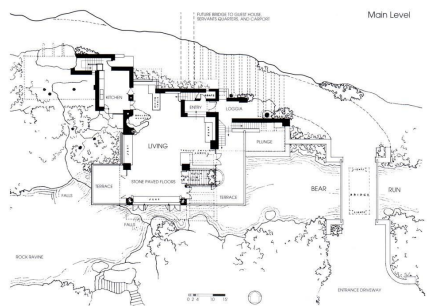 FUTURE BRIDGE TO GUEST HOUSE,
SERVANTS QUARTERS, AND CARPORT
Main Level
KITCHEN
ENTRY
LOGGIA
LIVING
PLUNGE
TERRACE
STONE PAVED FLOORS
TERRACE
BEAR
BRIDGE
RUN
FALLS
FALLS
ROCK RAVINE
ENTRANCE DRIVEWAY